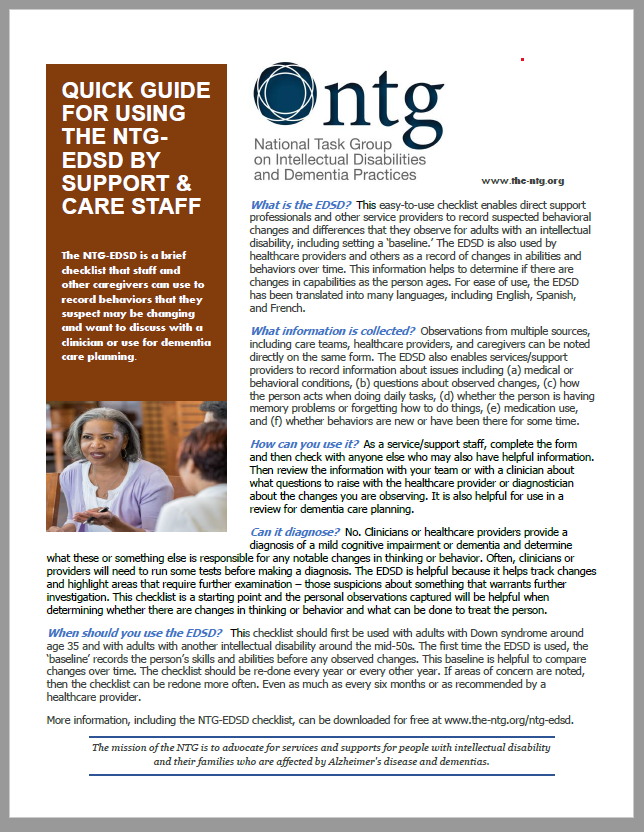 QUICK GUIDE
FOR USING
THE NTG-
EDSD BY
SUPPORT &
CARE STAFF
The NTG-EDSD is a brief
checklist that staff and
other caregivers can use to
record behaviors that they
suspect may be changing
and want to discuss with a
clinician or use for dementia
care planning.
ntg
National Task Group
on Intellectual Disabilities
and Dementia Practices
www.the-ntg.org
What is the EDSD? This easy-to-use checklist enables direct support
professionals and other service providers to record suspected behavioral
changes and differences that they observe for adults with an intellectual
disability, including setting a ‘baseline.’ The EDSD is also used by
healthcare providers and others as a record of changes in abilities and
behaviors over time. This information helps to determine if there are
changes in capabilities as the person ages. For ease of use, the EDSD
has been translated into many languages, including English, Spanish,
and French.
What information is collected? Observations from multiple sources,
including care teams, healthcare providers, and caregivers can be noted
directly on the same form. The EDSD also enables services/support
providers to record information about issues including (a) medical or
behavioral conditions, (b) questions about observed changes, (c) how
the person acts when doing daily tasks, (d) whether the person is having
memory problems or forgetting how to do things, (e) medication use,
and (f) whether behaviors are new or have been there for some time.
How can you use it? As a service/support staff, complete the form
and then check with anyone else who may also have helpful information.
Then review the information with your team or with a clinician about
what questions to raise with the healthcare provider or diagnostician
about the changes you are observing. It is also helpful for use in a
review for dementia care planning.
Can it diagnose? No. Clinicians or healthcare providers provide a
diagnosis of a mild cognitive impairment or dementia and determine
what these or something else is responsible for any notable changes in thinking or behavior. Often, clinicians or
providers will need to run some tests before making a diagnosis. The EDSD is helpful because it helps track changes
and highlight areas that require further examination – those suspicions about something that warrants further
investigation. This checklist is a starting point and the personal observations captured will be helpful when
determining whether there are changes in thinking or behavior and what can be done to treat the person.
When should you use the EDSD? This checklist should first be used with adults with Down syndrome around
age 35 and with adults with another intellectual disability around the mid-50s. The first time the EDSD is used, the
‘baseline’ records the person’s skills and abilities before any observed changes. This baseline is helpful to compare
changes over time. The checklist should be re-done every year or every other year. If areas of concern are noted,
then the checklist can be redone more often. Even as much as every six months or as recommended by a
healthcare provider.
More information, including the NTG-EDSD checklist, can be downloaded for free at www.the-ntg.org/ntg-edsd.
The mission of the NTG is to advocate for services and supports for people with intellectual disability
and their families who are affected by Alzheimer's disease and dementias.